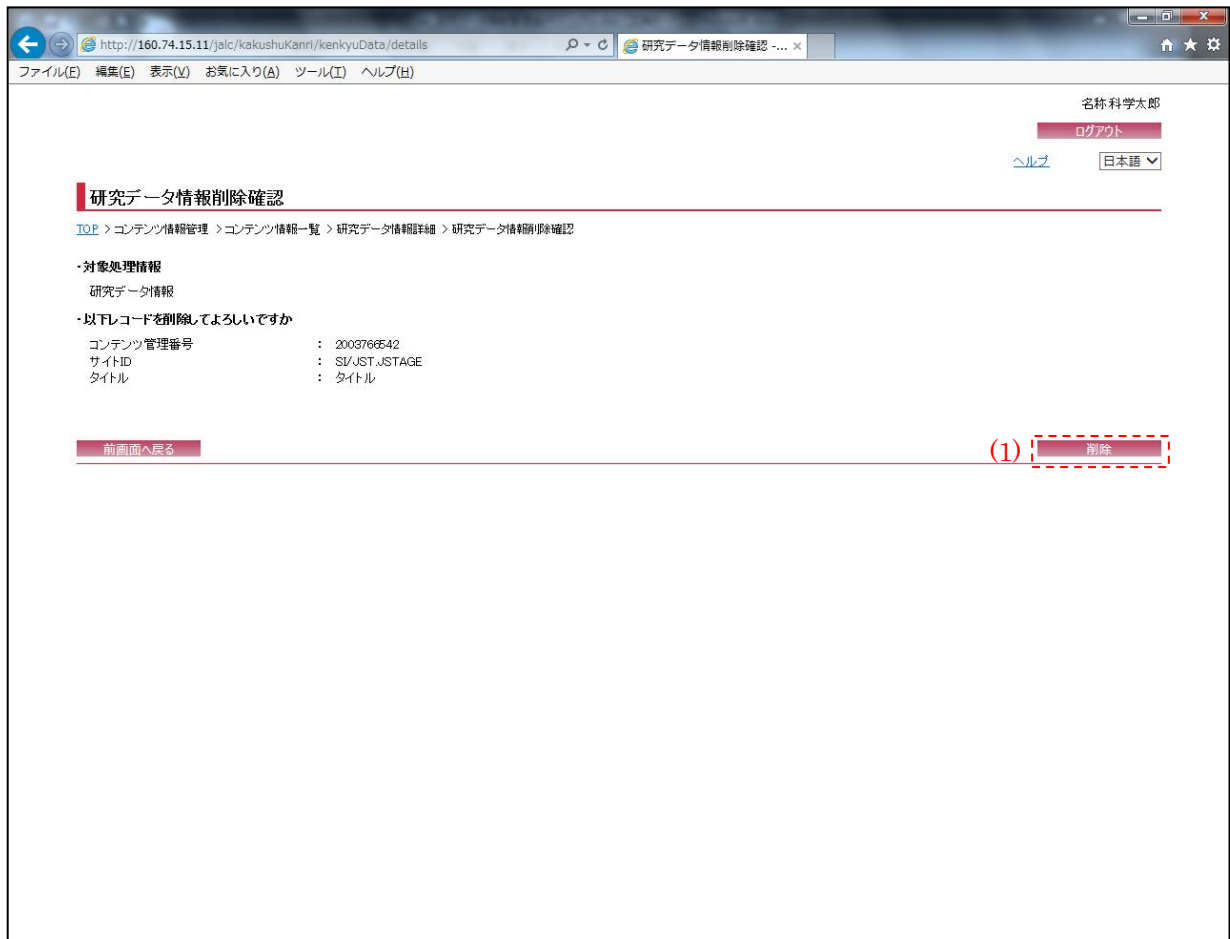 http://160.74.15.11/jalc/kakushuKanri/kenkyuData/details
研究データ情報削除確認 -...
ファイル(F) 編集(E) 表示(V) お気に入り(A) ツール(T) ヘルプ(H)
名称 科学太郎
ログアウト
ヘルプ 日本語
研究データ情報削除確認
TOP > コンテンツ情報管理 > コンテンツ情報一覧 > 研究データ情報詳細 > 研究データ情報削除確認
・対象処理情報
研究データ情報
・以下レコードを削除してよろしいですか
コンテンツ管理番号 : 2003766542
サイトID : SI/JST.JSTAGE
タイトル : タイトル
前画面へ戻る (1) 削除